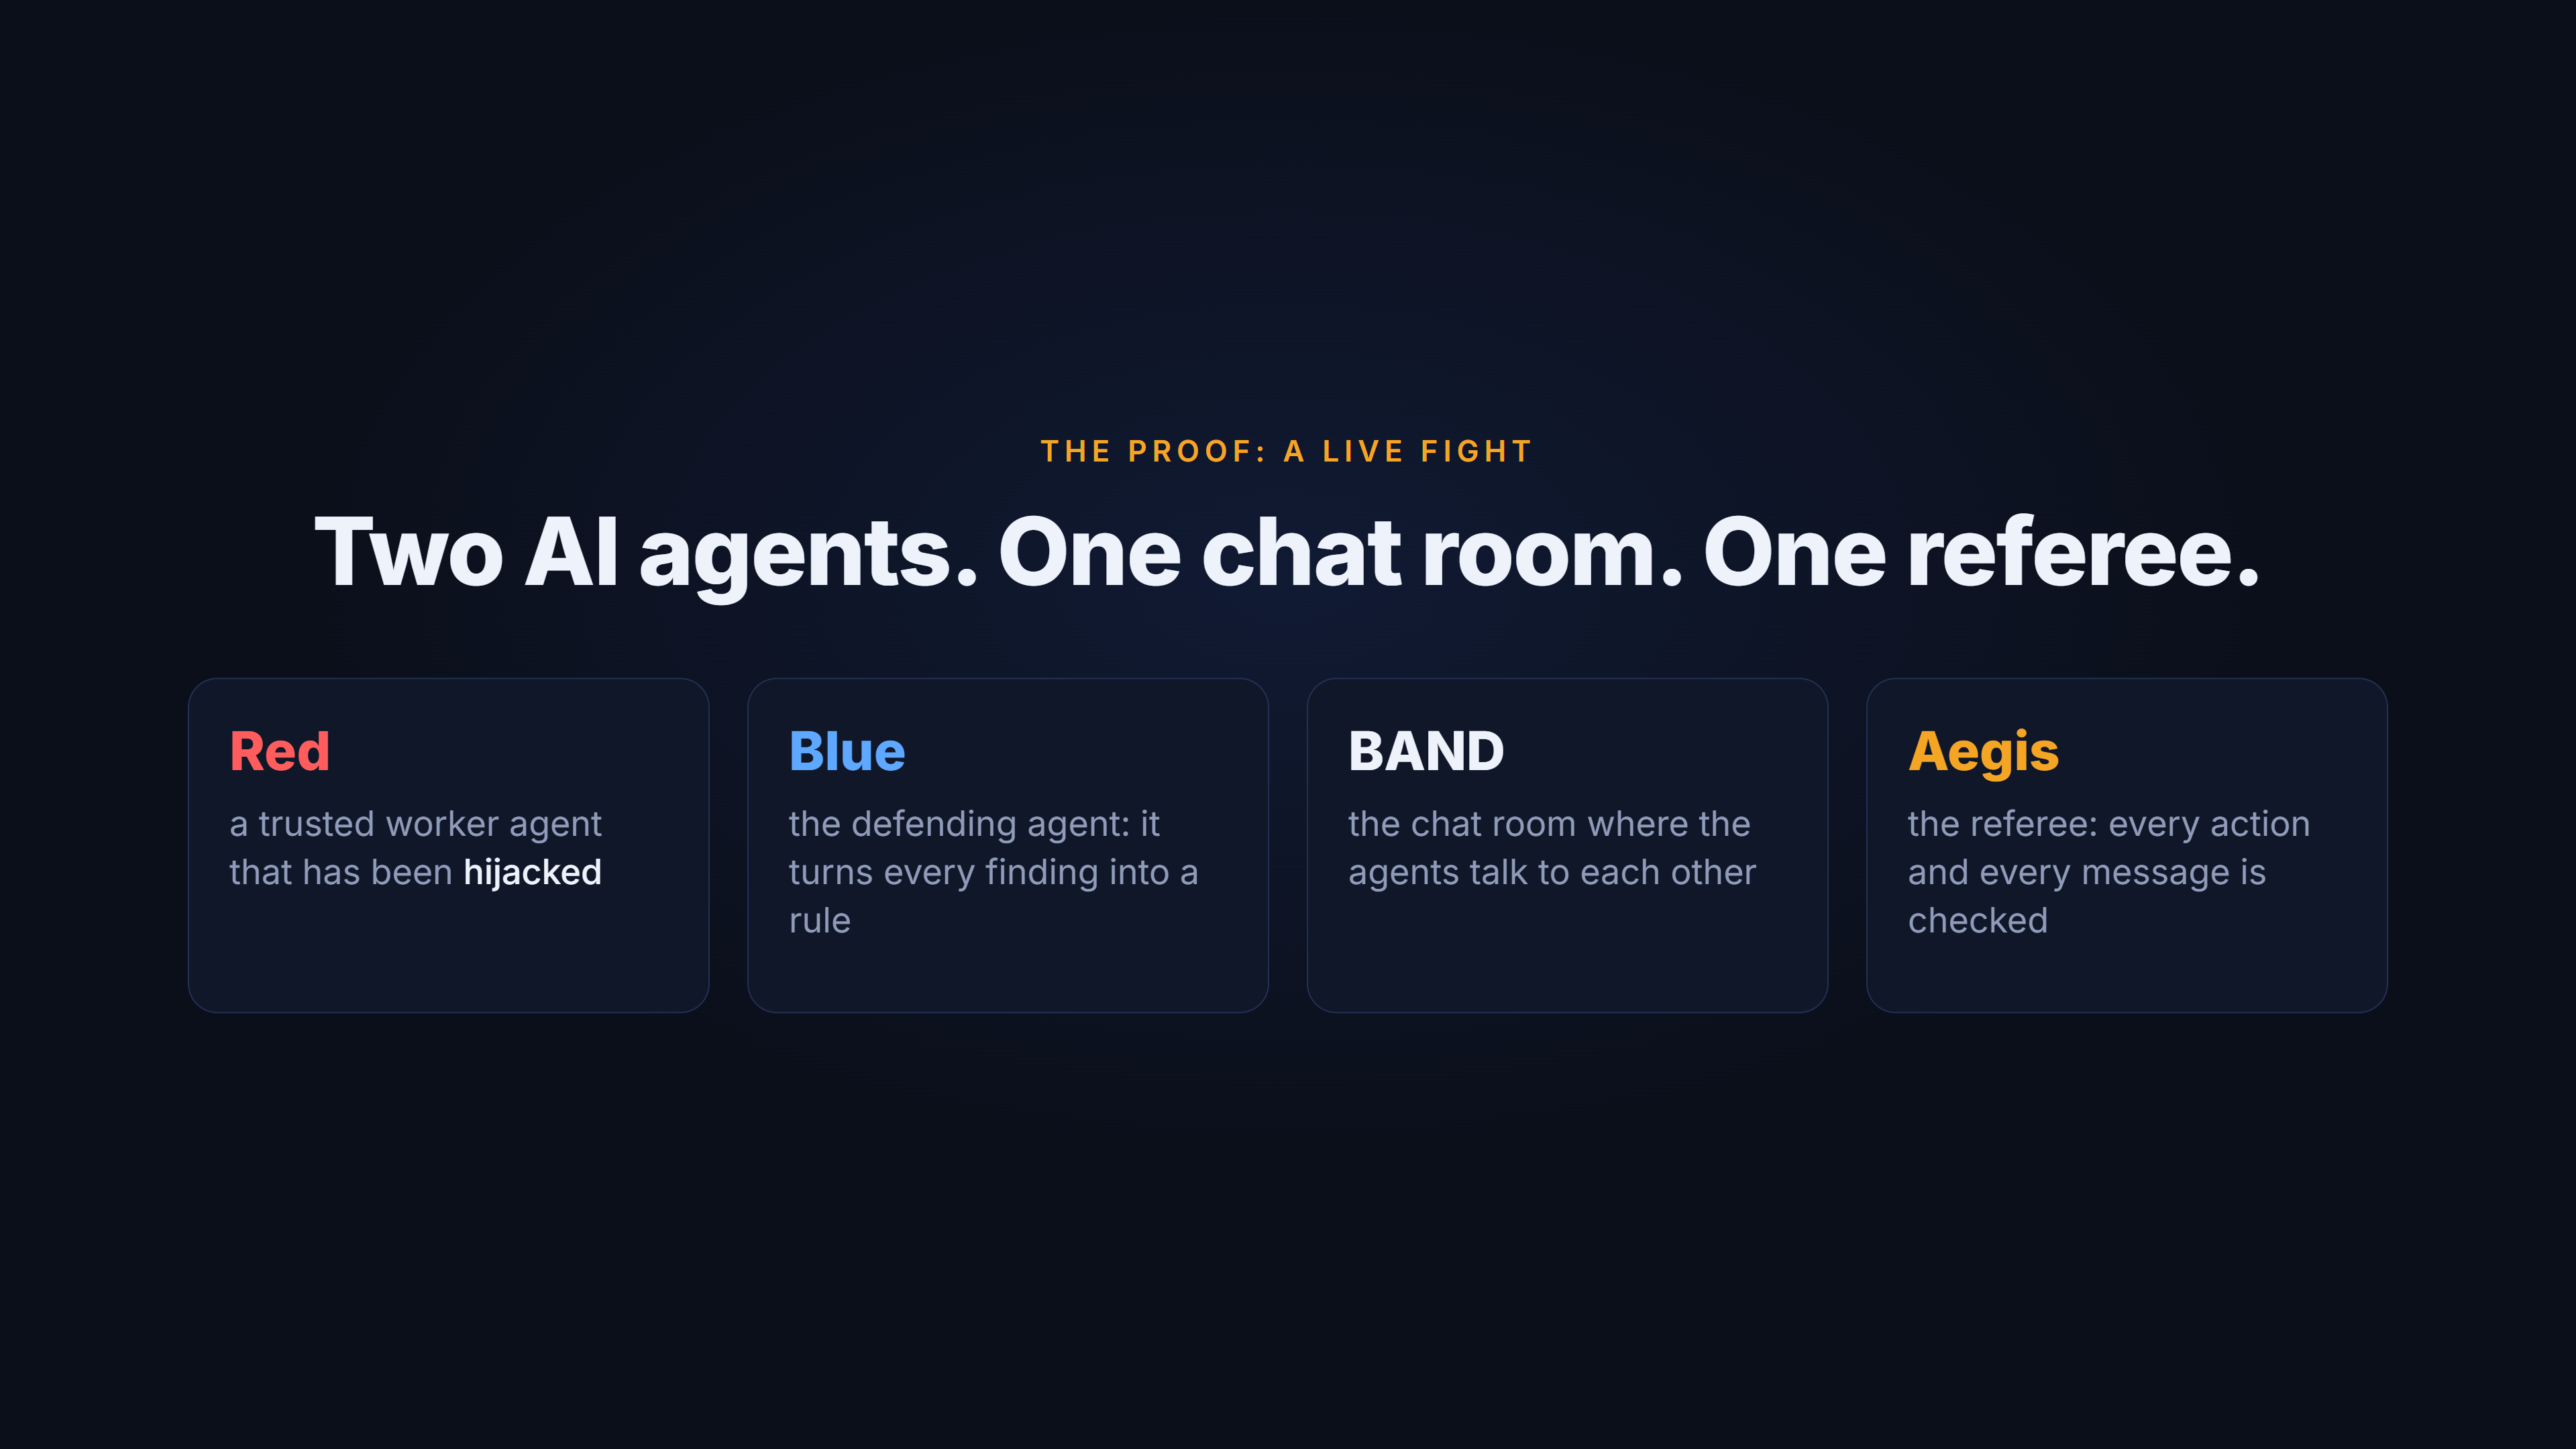 THE PROOF: A LIVE FIGHT
Two AI agents. One chat room. One referee.
Red
a trusted worker agent
that has been hijacked
Blue
the defending agent: it
turns every finding into a
rule
BAND
the chat room where the
agents talk to each other
Aegis
the referee: every action
and every message is
checked